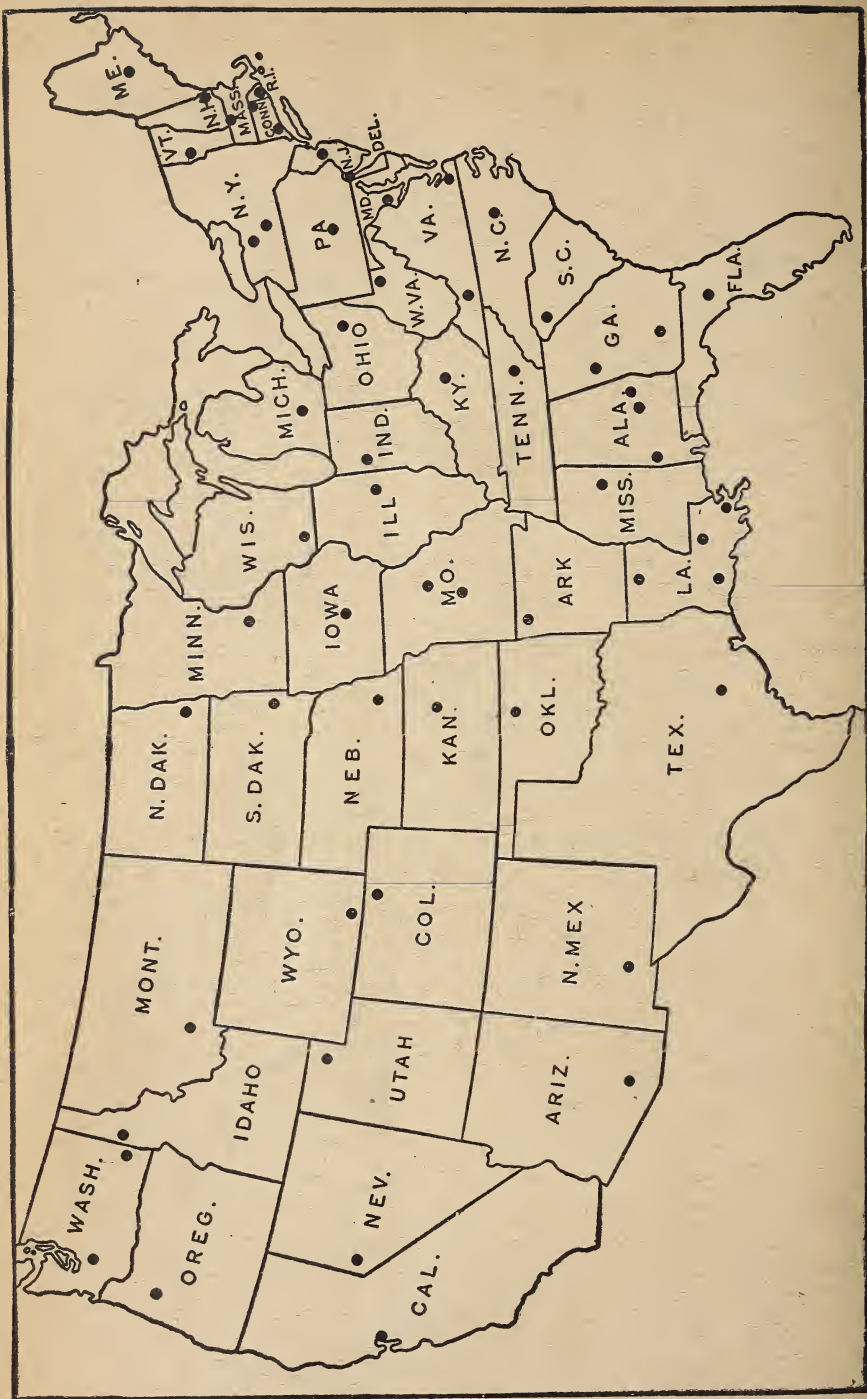 WASH.
OREG.
CAL.
NEV.
IDAHO
MONT.
WYO.
UTAH
COL.
ARIZ.
N.MEX
N. DAK.
S. DAK.
NEB.
KAN.
OKL.
TEX.
MINN.
IOWA
MO.
ARK
LA.
WIS.
ILL
MICH.
IND.
OHIO
KY.
TENN.
MISS.
ALA.
GA.
FLA.
S.C.
N.C.
VA.
W.VA.
MD.
DEL.
PA
N.J.
N.Y.
CONN.
R.I.
MASS.
VT.
N.H.
ME.